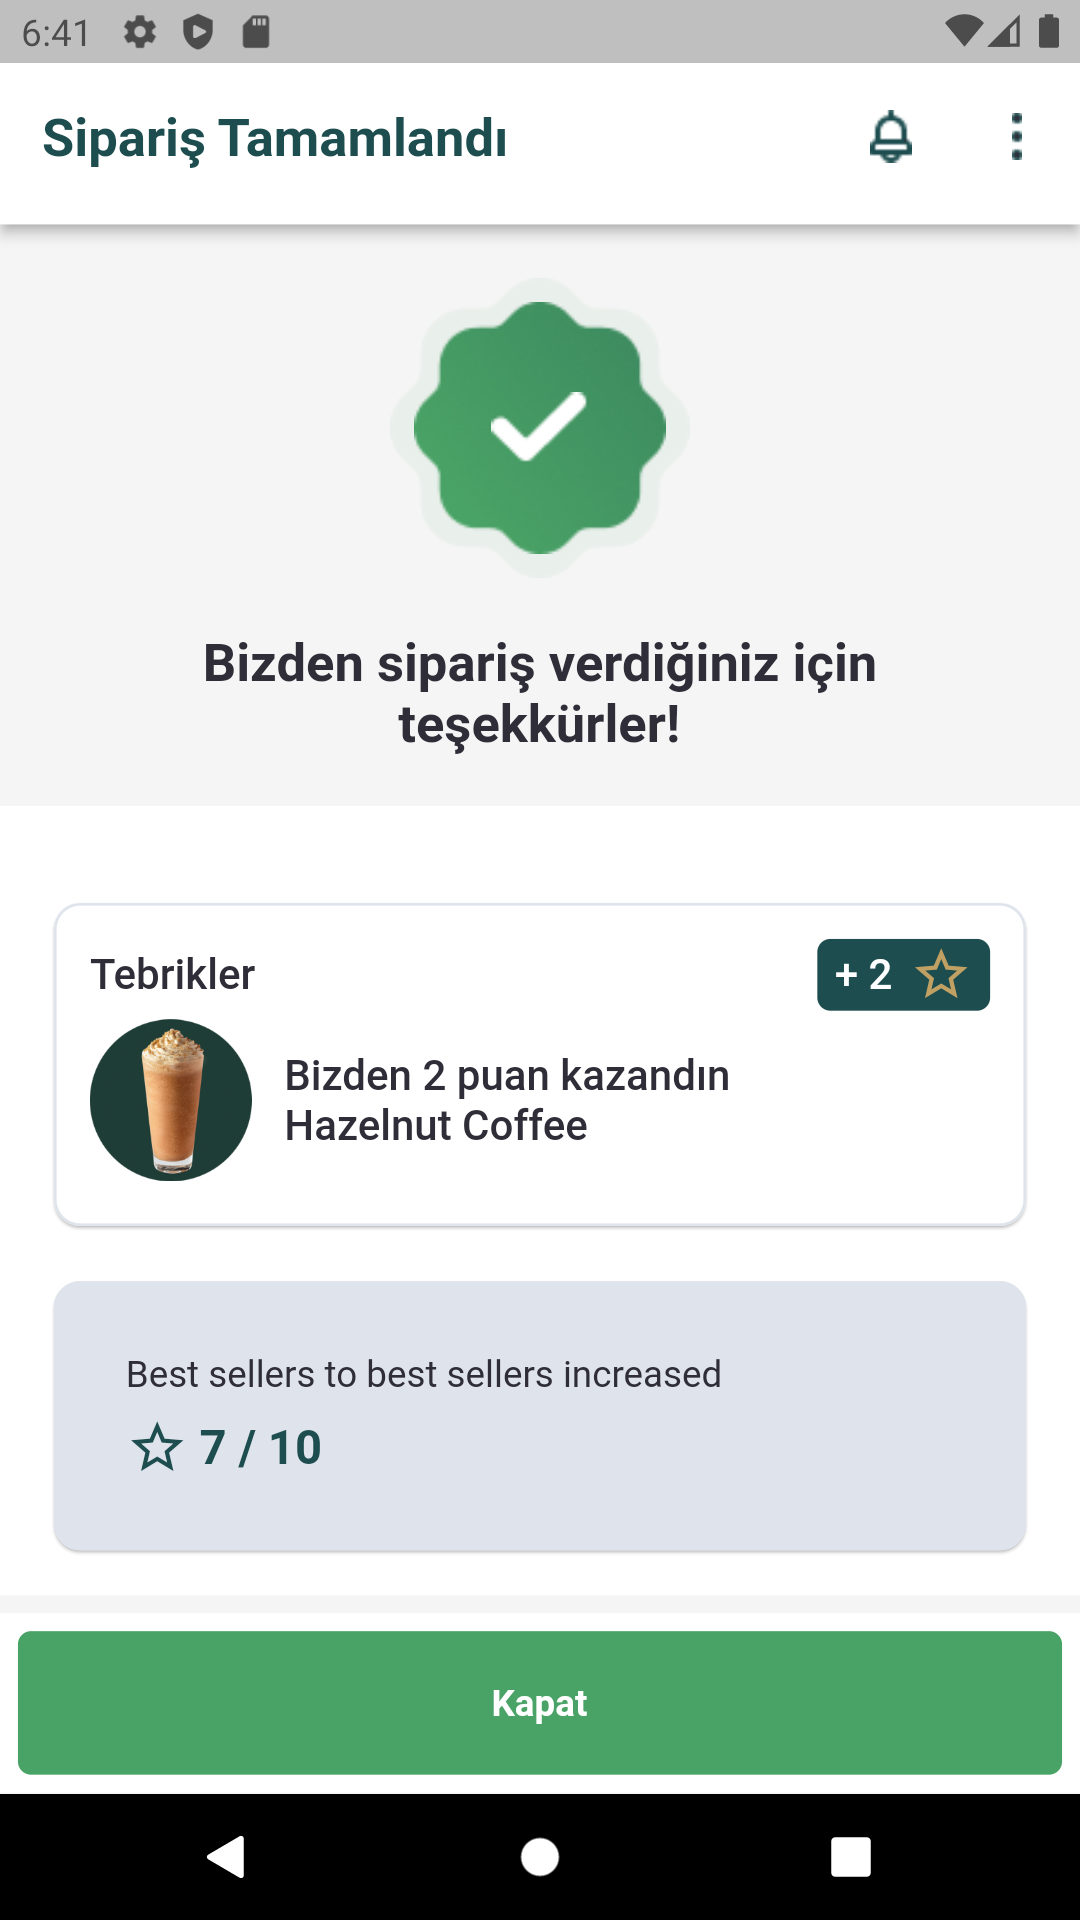 6:41
Sipariş Tamamlandı
Bizden sipariş verdiğiniz için
teşekkürler!
Tebrikler
+ 2
Bizden 2 puan kazandın
Hazelnut Coffee
Best sellers to best sellers increased
7 / 10
Kapat